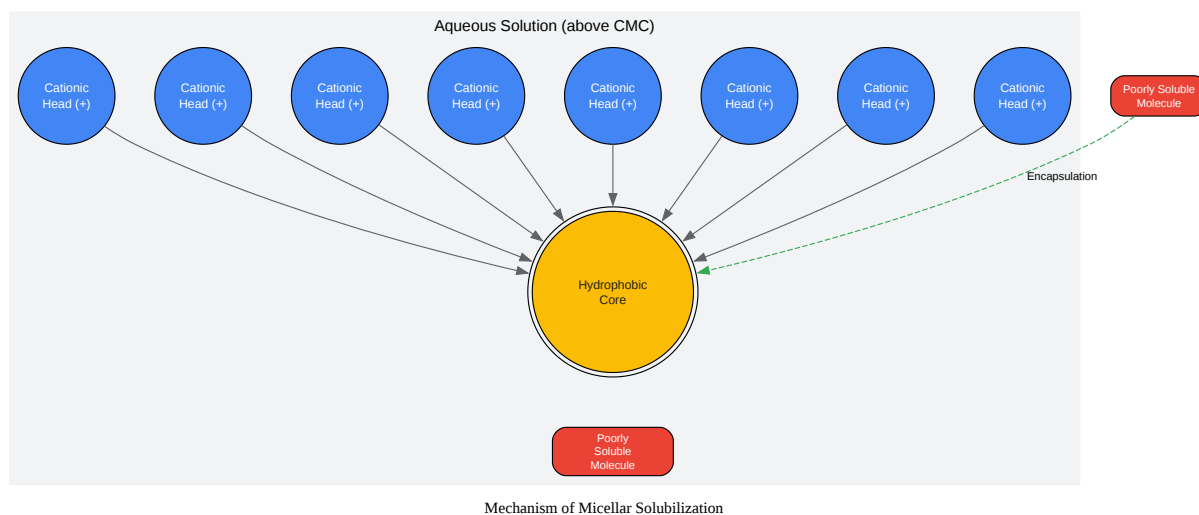 Aqueous Solution (above CMC)
Cationic
Head (+)
Cationic
Head (+)
Cationic
Head (+)
Cationic
Head (+)
Cationic
Head (+)
Cationic
Head (+)
Cationic
Head (+)
Cationic
Head (+)
Poorly Soluble
Molecule
Encapsulation
Hydrophobic
Core
Poorly
Soluble
Molecule
Mechanism of Micellar Solubilization